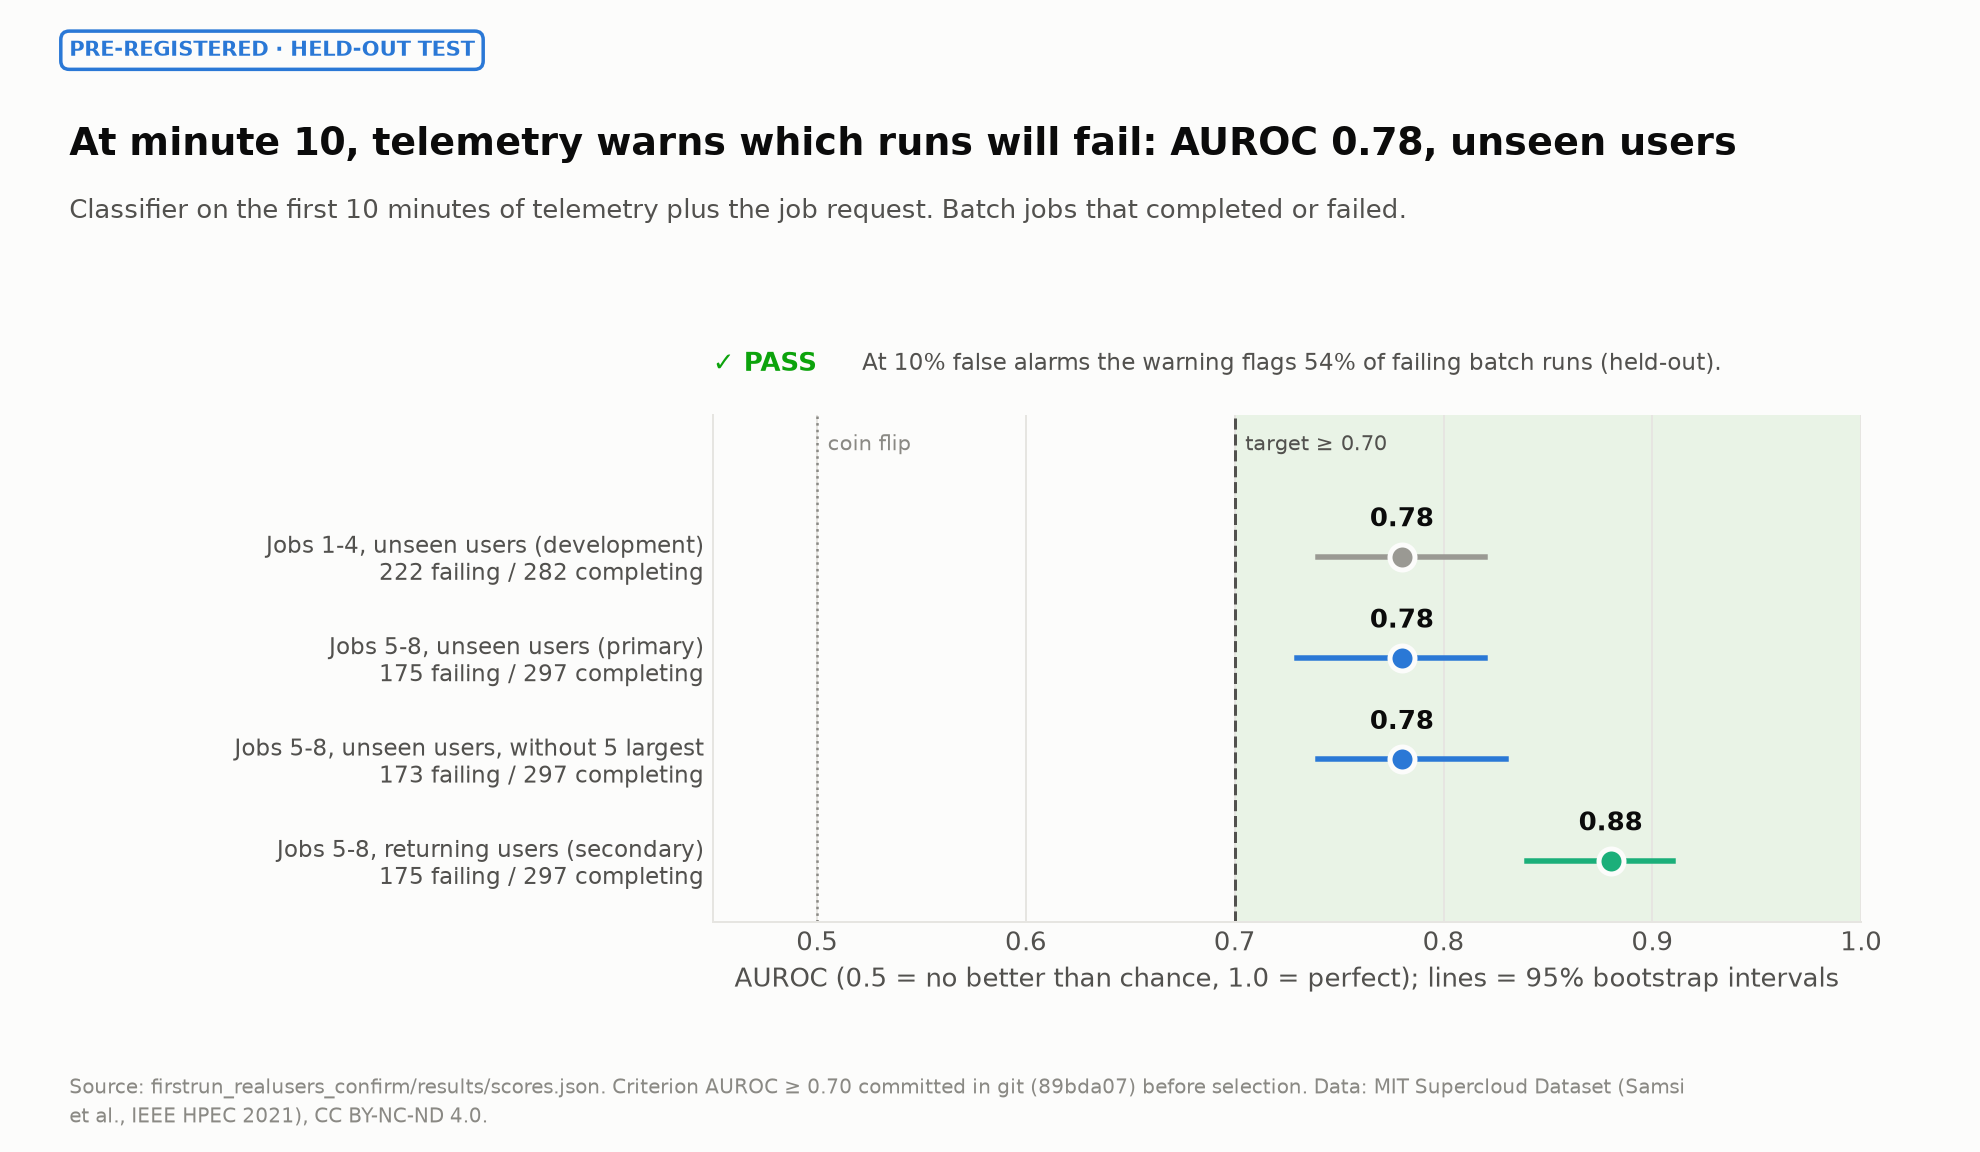 PRE-REGISTERED · HELD-OUT TEST
At minute 10, telemetry warns which runs will fail: AUROC 0.78, unseen users
Classifier on the first 10 minutes of telemetry plus the job request. Batch jobs that completed or failed.
✓ PASS At 10% false alarms the warning flags 54% of failing batch runs (held-out).
coin flip
target ≥ 0.70
0.78
Jobs 1-4, unseen users (development)
222 failing / 282 completing
0.78
Jobs 5-8, unseen users (primary)
175 failing / 297 completing
0.78
Jobs 5-8, unseen users, without 5 largest
173 failing / 297 completing
0.88
Jobs 5-8, returning users (secondary)
175 failing / 297 completing
0.5 0.6 0.7 0.8 0.9 1.0
AUROC (0.5 = no better than chance, 1.0 = perfect); lines = 95% bootstrap intervals
Source: firstrun_realusers_confirm/results/scores.json. Criterion AUROC ≥ 0.70 committed in git (89bda07) before selection. Data: MIT Supercloud Dataset (Samsi
et al., IEEE HPEC 2021), CC BY-NC-ND 4.0.